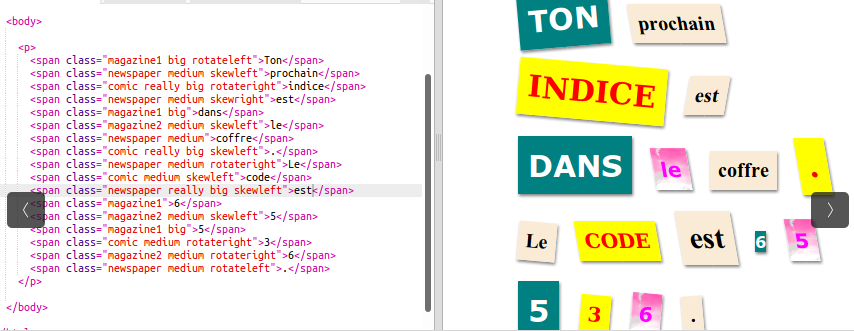 <body>
<p>
<span class="magazine1 big rotateleft">Ton</span>
<span class="newspaper medium skewleft">prochain</span>
<span class="comic really big rotateright">indice</span>
<span class="newspaper medium skewright">est</span>
<span class="magazine1 big">dans</span>
<span class="magazine2 medium skewleft">le</span>
<span class="newspaper medium">coffre</span>
<span class="comic really big skewleft">.</span>
<span class="newspaper medium rotateright">Le</span>
<span class="comic medium skewleft">code</span>
<span class="newspaper really big skewleft">est</span>
<span class="magazine1">6</span>
<span class="magazine2 medium skewleft">5</span>
<span class="magazine1 big">5</span>
<span class="comic medium rotateright">3</span>
<span class="magazine2 medium rotateright">6</span>
<span class="newspaper medium rotateleft">.</span>
</p>
</body>
TON prochain
INDICE est
DANS le coffre .
Le CODE est 6 5
5 3 6 .